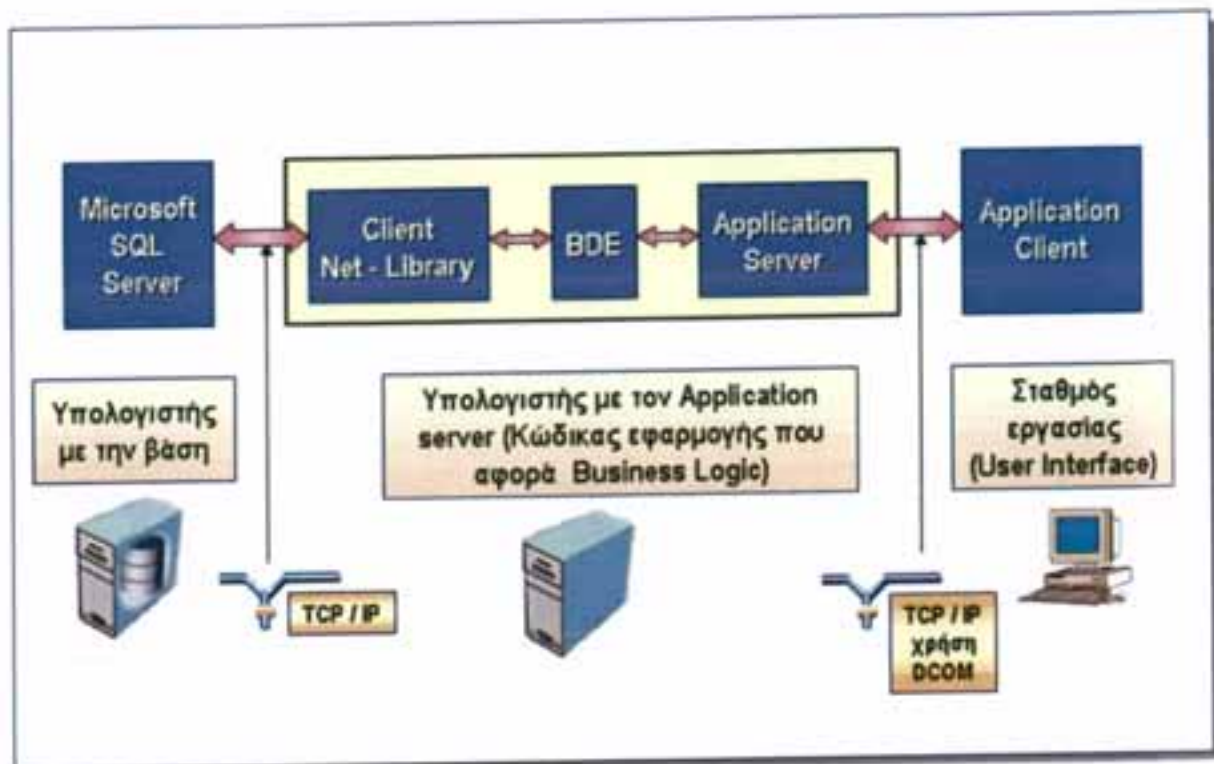 Microsoft
SQL
Server
Client
Net - Library
BDE
Application
Server
Application
Client
Υπολογιστής
με την βάση
Υπολογιστής με τον Application
server (Κώδικας εφαρμογής που
αφορά Business Logic)
Σταθμός
εργασίας
(User Interface)
TCP / IP
TCP / IP
χρήση
DCOM